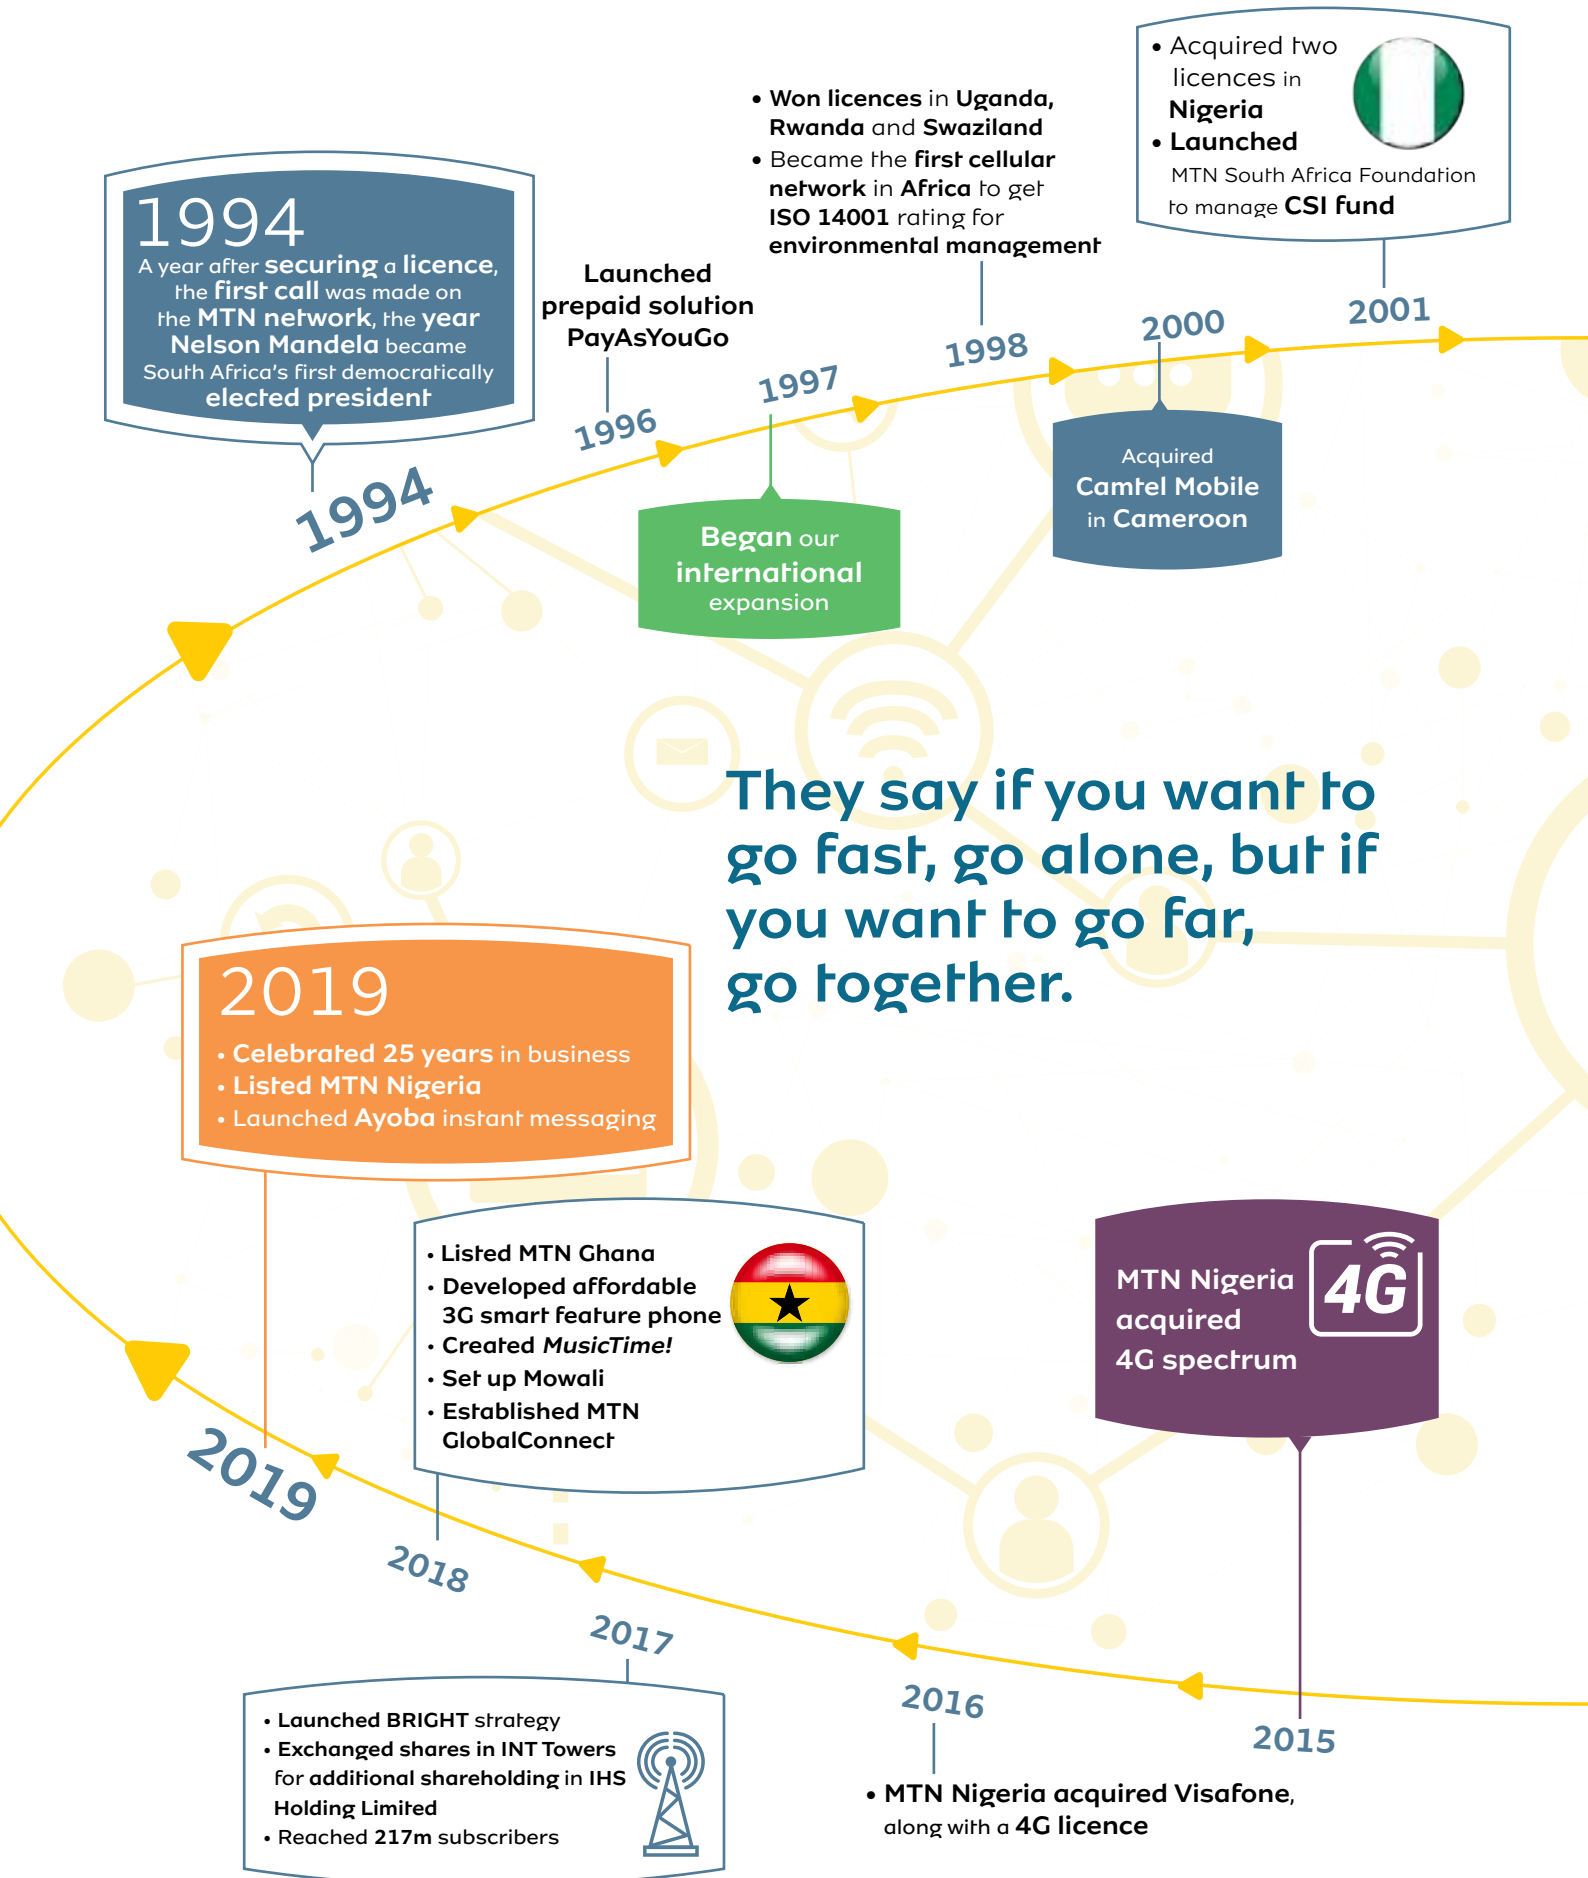 1994
A year after securing a licence,
the first call was made on
the MTN network, the year
Nelson Mandela became
South Africa's first democratically
elected president
1994
Launched
prepaid solution
PayAsYouGo
1996
1997
Began our
international
expansion
• Won licences in Uganda,
Rwanda and Swaziland
• Became the first cellular
network in Africa to get
ISO 14001 rating for
environmental management
1998
2000
Acquired
Camtel Mobile
in Cameroon
• Acquired two
licences in
Nigeria
• Launched
MTN South Africa Foundation
to manage CSI fund
2001
They say if you want to
go fast, go alone, but if
you want to go far,
go together.
2019
• Celebrated 25 years in business
• Listed MTN Nigeria
• Launched Ayoba instant messaging
2019
• Listed MTN Ghana
• Developed affordable
3G smart feature phone
• Created MusicTime!
• Set up Mowali
• Established MTN
GlobalConnect
2018
2017
• Launched BRIGHT strategy
• Exchanged shares in INT Towers
for additional shareholding in IHS
Holding Limited
• Reached 217m subscribers
2016
• MTN Nigeria acquired Visafone,
along with a 4G licence
MTN Nigeria
acquired
4G spectrum
4G
2015